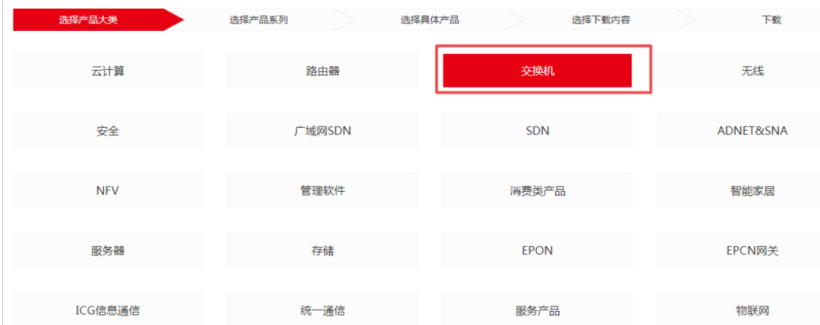 选择产品大类 选择产品系列 选择具体产品 选择下载内容 下载
云计算 路由器 交换机 无线
安全 广域网SDN SDN ADNET&SNA
NFV 管理软件 消费类产品 智能家居
服务器 存储 EPON EPCN网关
ICG信息通信 统一通信 服务产品 物联网